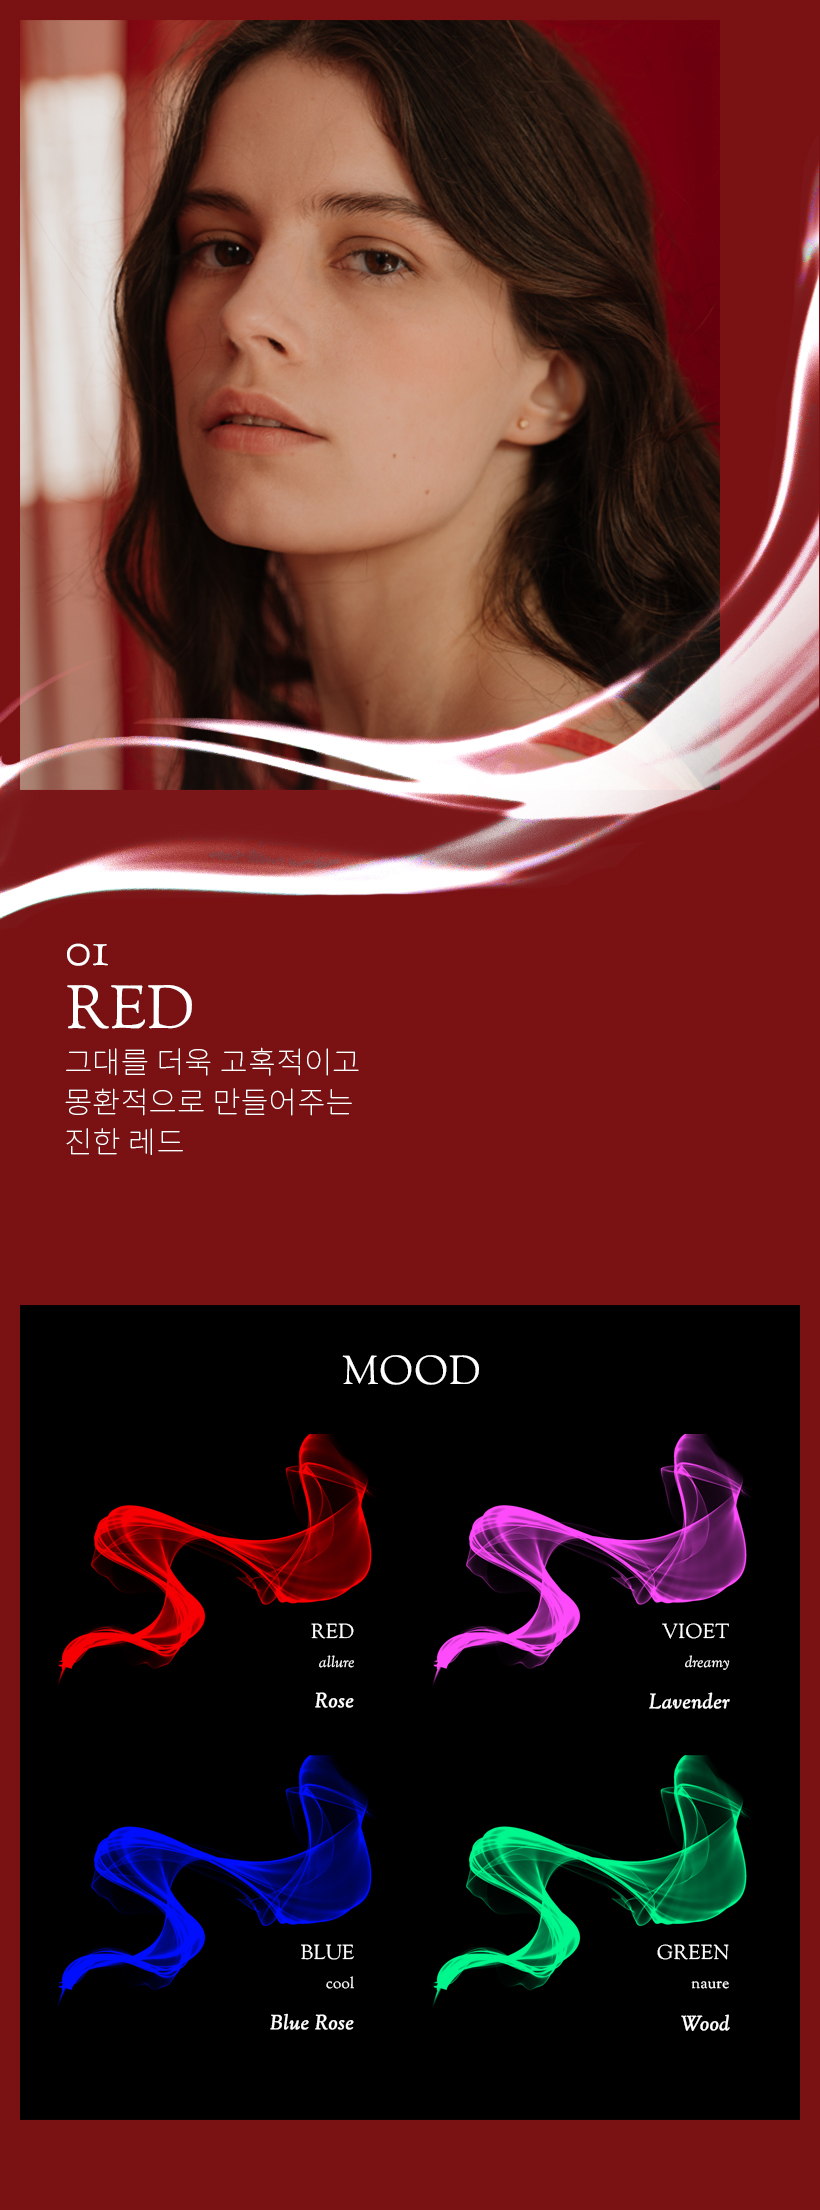 01
RED
그대를 더욱 고혹적이고
몽환적으로 만들어주는
진한 레드
MOOD
RED
allure
Rose
VIOET
dreamy
Lavender
BLUE
cool
Blue Rose
GREEN
naure
Wood